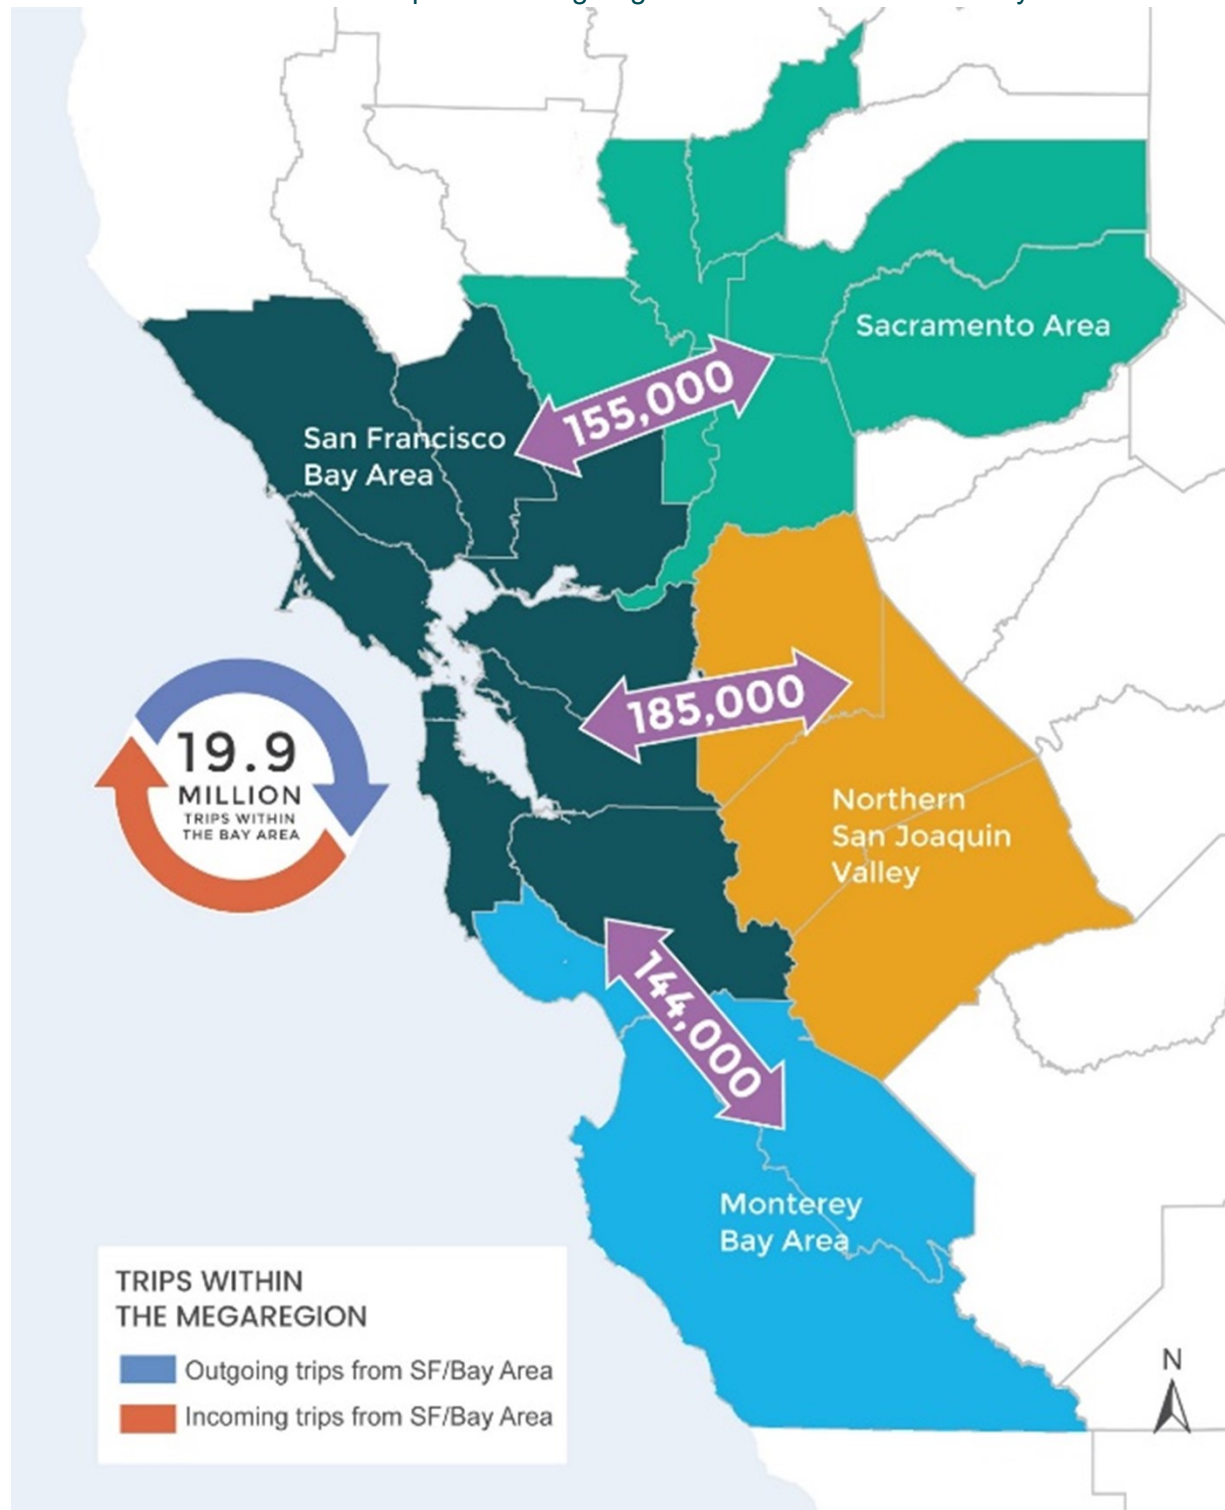 Sacramento Area
155,000
San Francisco
Bay Area
185,000
19.9
MILLION
TRIPS WITHIN
THE BAY AREA
Northern
San Joaquin
Valley
144,000
Monterey
Bay Area
TRIPS WITHIN
THE MEGAREGION
Outgoing trips from SF/Bay Area
Incoming trips from SF/Bay Area
N